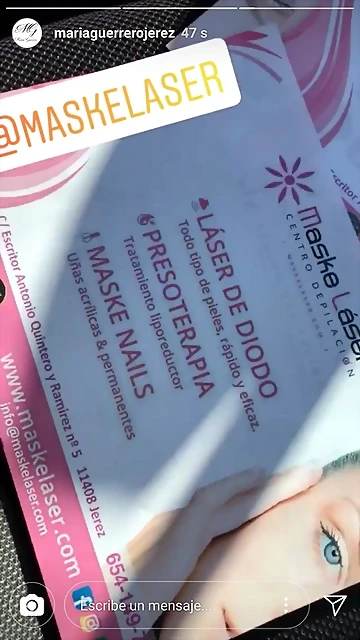 mariaguerrerojerez 47 s
@MASKELASER
Maske Láser
CENTRO DEPILACI
LÁSER DE DIODO
Todo tipo de pieles, rápido y eficaz.
PRESOTERAPIA
Tratamiento liporeductor
MASKE NAILS
Uñas acrílicas & permanentes
c/ Escritor Antonio Quintero y Ramírez nº 5 11408 Jerez
654
www.maskelaser.com
info@maskelaser.com
Escribe un mensaje..